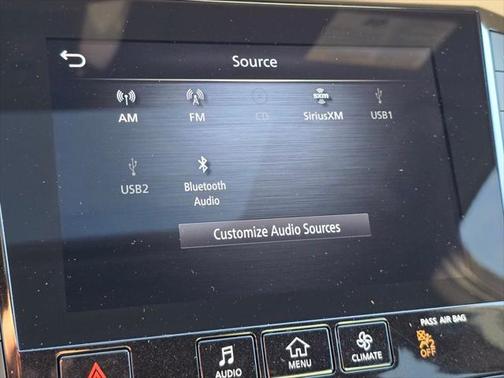 Source
AM FM CD SiriusXM USB1
sxm
USB2 Bluetooth
Audio
Customize Audio Sources
PASS AIR BAG
OFF
AUDIO MENU CLIMATE